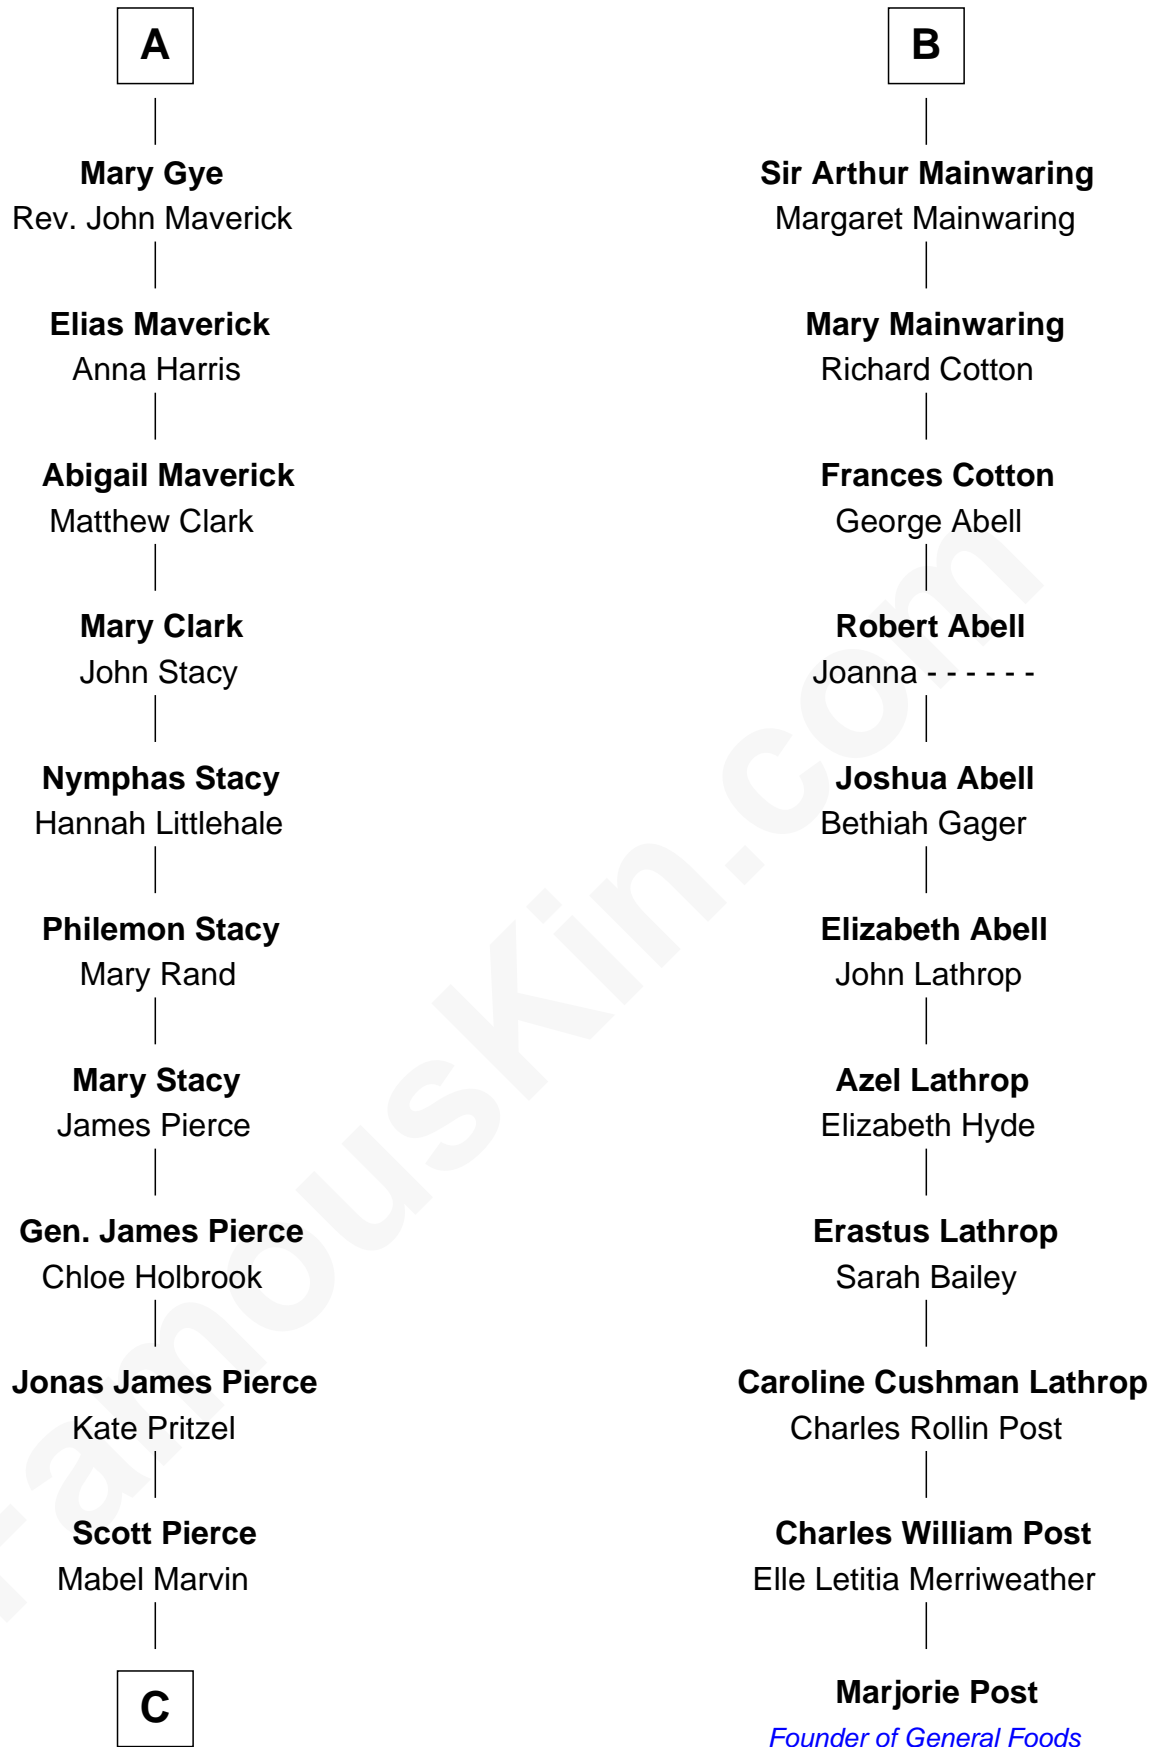 A
Mary Gye
Rev. John Maverick
Elias Maverick
Anna Harris
Abigail Maverick
Matthew Clark
Mary Clark
John Stacy
Nymphas Stacy
Hannah Littlehale
Philemon Stacy
Mary Rand
Mary Stacy
James Pierce
Gen. James Pierce
Chloe Holbrook
Jonas James Pierce
Kate Pritzel
Scott Pierce
Mabel Marvin
C
B
Sir Arthur Mainwaring
Margaret Mainwaring
Mary Mainwaring
Richard Cotton
Frances Cotton
George Abell
Robert Abell
Joanna - - - - - -
Joshua Abell
Bethiah Gager
Elizabeth Abell
John Lathrop
Azel Lathrop
Elizabeth Hyde
Erastus Lathrop
Sarah Bailey
Caroline Cushman Lathrop
Charles Rollin Post
Charles William Post
Elle Letitia Merriweather
Marjorie Post
Founder of General Foods
FamousKin.com